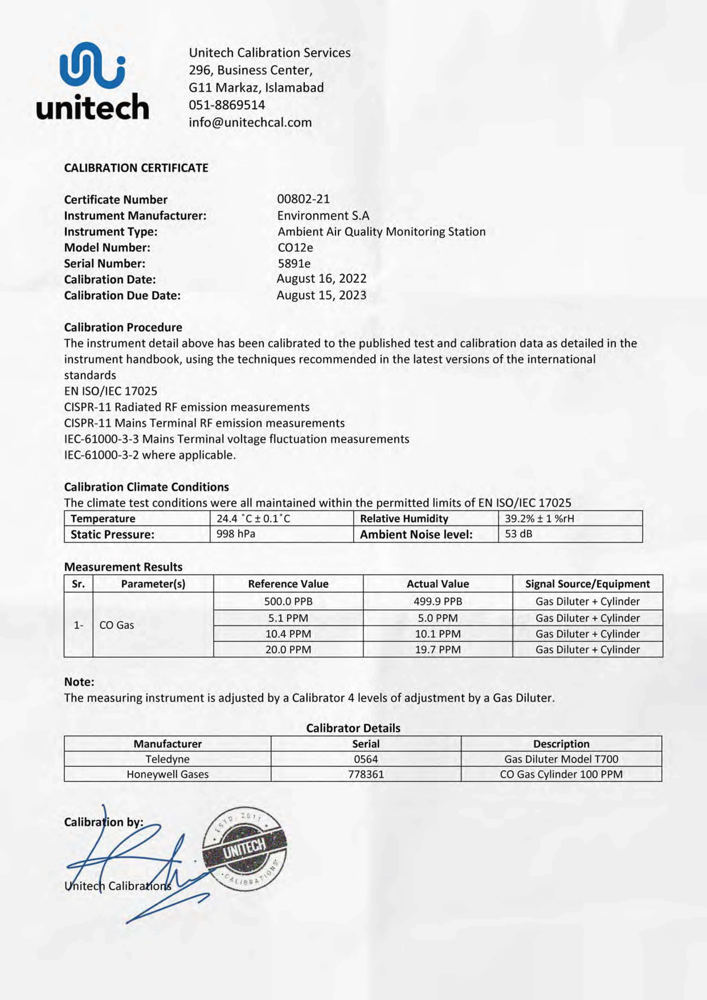 unitech
Unitech Calibration Services
296, Business Center,
G11 Markaz, Islamabad
051-8869514
info@unitechcal.com
CALIBRATION CERTIFICATE
Certificate Number 00802-21
Instrument Manufacturer: Environment S.A
Instrument Type: Ambient Air Quality Monitoring Station
Model Number: CO12e
Serial Number: 5891e
Calibration Date: August 16, 2022
Calibration Due Date: August 15, 2023
Calibration Procedure
The instrument detail above has been calibrated to the published test and calibration data as detailed in the
instrument handbook, using the techniques recommended in the latest versions of the international
standards
EN ISO/IEC 17025
CISPR-11 Radiated RF emission measurements
CISPR-11 Mains Terminal RF emission measurements
IEC-61000-3-3 Mains Terminal voltage fluctuation measurements
IEC-61000-3-2 where applicable.
Calibration Climate Conditions
The climate test conditions were all maintained within the permitted limits of EN ISO/IEC 17025
Temperature 24.4 ˚C ± 0.1˚C Relative Humidity 39.2% ± 1 %rH
Static Pressure: 998 hPa Ambient Noise level: 53 dB
Measurement Results
Sr. Parameter(s) Reference Value Actual Value Signal Source/Equipment
1- CO Gas 500.0 PPB 499.9 PPB Gas Diluter + Cylinder
5.1 PPM 5.0 PPM Gas Diluter + Cylinder
10.4 PPM 10.1 PPM Gas Diluter + Cylinder
20.0 PPM 19.7 PPM Gas Diluter + Cylinder
Note:
The measuring instrument is adjusted by a Calibrator 4 levels of adjustment by a Gas Diluter.
Calibrator Details
Manufacturer Serial Description
Teledyne 0564 Gas Diluter Model T700
Honeywell Gases 778361 CO Gas Cylinder 100 PPM
Calibration by:
ESTD 2011
UNITECH
CALIBRATIONS
Unitech Calibrations